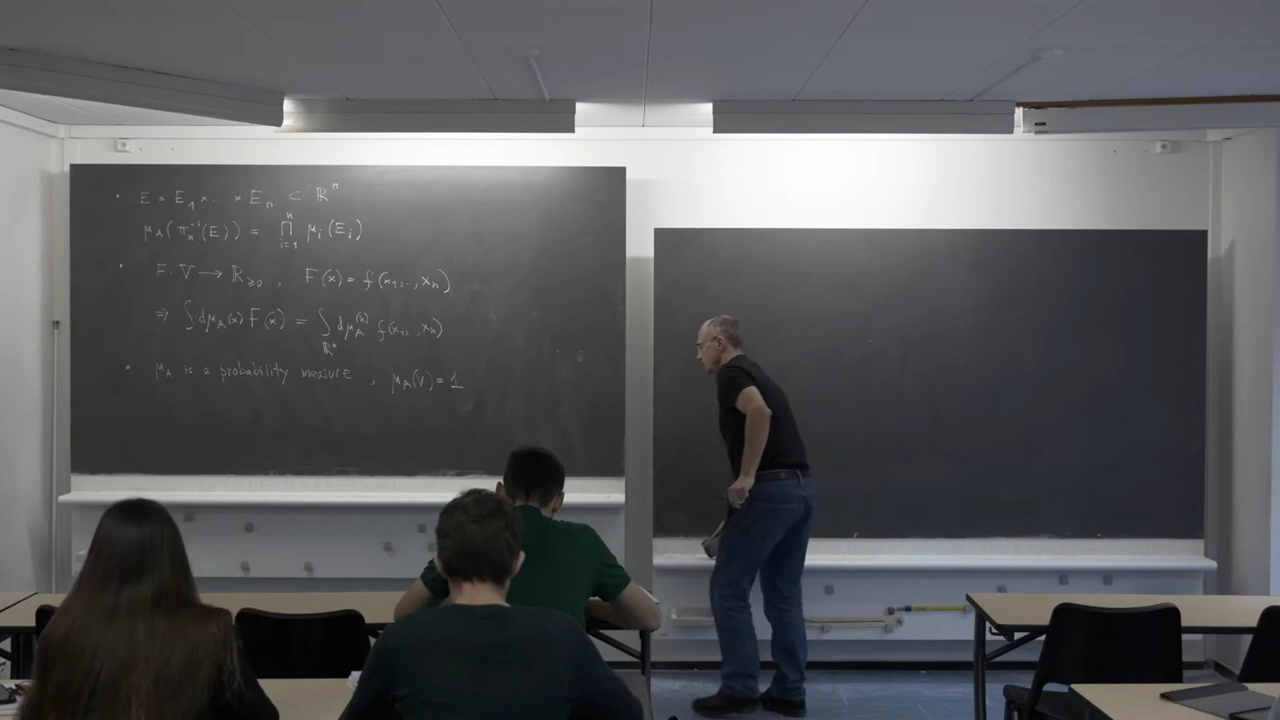 • E = E₁ × … × Eₙ ⊂ ℝⁿ
μ_A(πₙ⁻¹(E)) = ∏ᵢ₌₁ⁿ μᵢ(Eᵢ)
• F: V → ℝ≥0 , F(x) = f(x₁,…,xₙ)
⇒ ∫ dμ_A(x) F(x) = ∫_ℝⁿ dμ_A⁽ⁿ⁾ f(x₁,…,xₙ)
• μ_A is a probability measure , μ_A(V) = 1